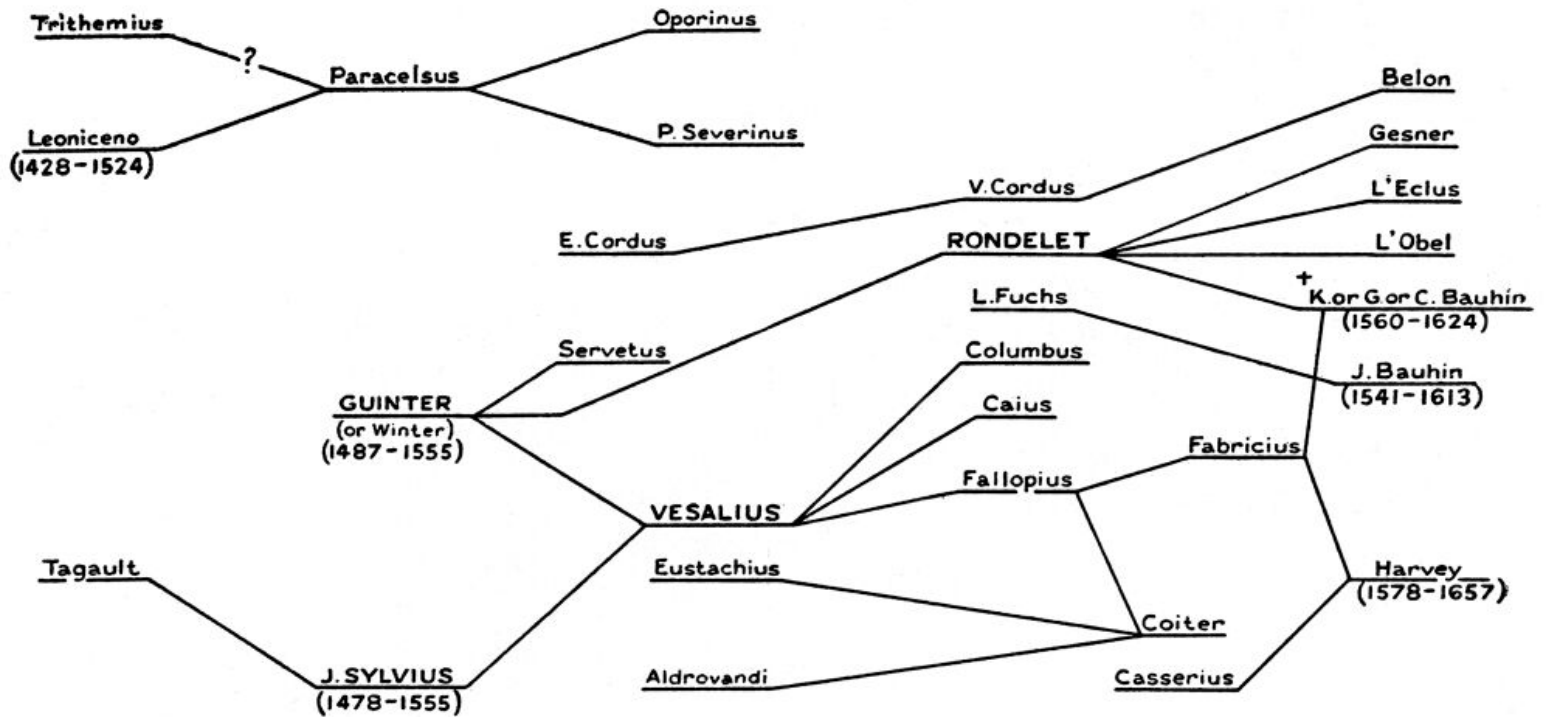 Trithemius
Oporinus
?
Paracelsus
Belon
Leoniceno
(1428-1524)
P. Severinus
Gesner
V. Cordus
L'Eclus
E. Cordus
RONDELET
L'Obel
+
K. or G. or C. Bauhin
(1560-1624)
L. Fuchs
Servetus
Columbus
J. Bauhin
(1541-1613)
GUINTER
(or Winter)
(1487-1555)
Caius
Fabricius
Fallopius
VESALIUS
Tagault
Eustachius
Harvey
(1578-1657)
Coiter
J. SYLVIUS
(1478-1555)
Aldrovandi
Casserius